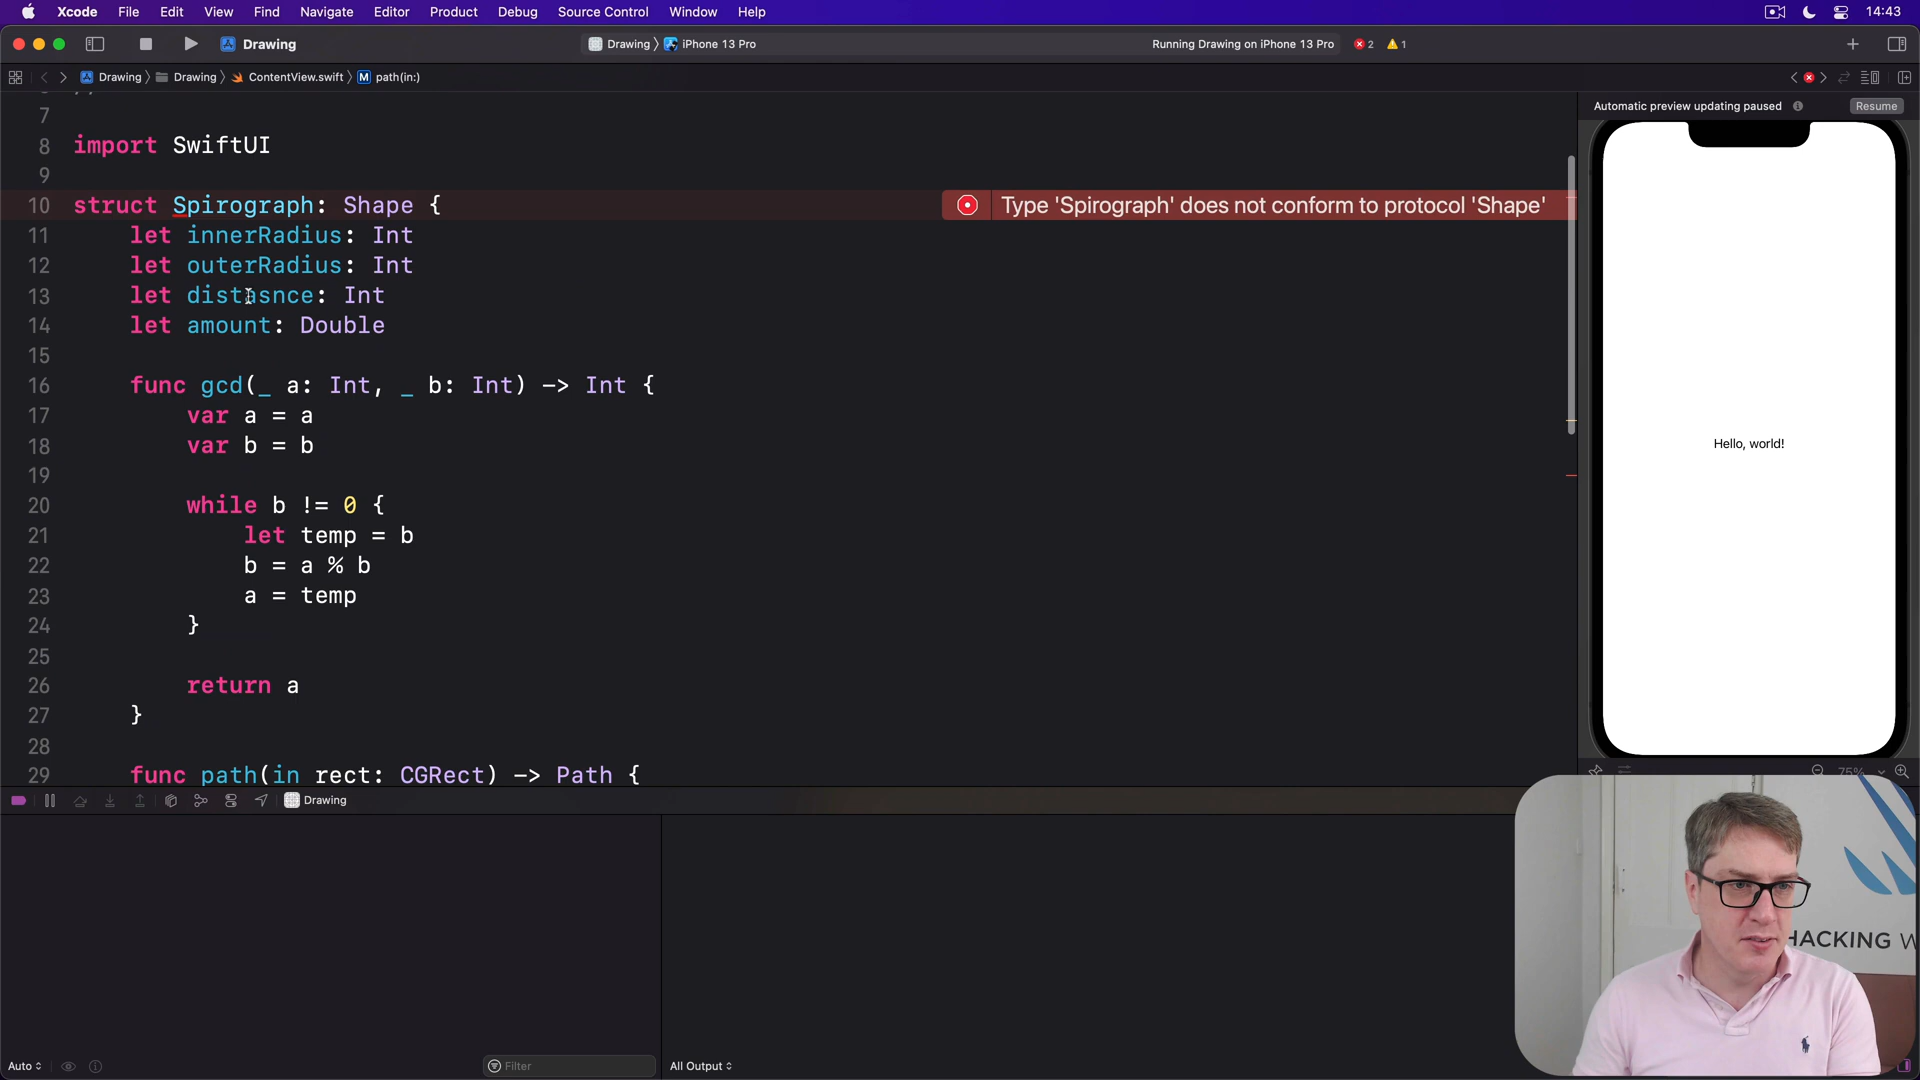 Xcode File Edit View Find Navigate Editor Product Debug Source Control Window Help 14:43
Drawing Drawing iPhone 13 Pro Running Drawing on iPhone 13 Pro 2 1
Drawing Drawing ContentView.swift M path(in:)
Automatic preview updating paused Resume
7
8 import SwiftUI
9
10 struct Spirograph: Shape { Type 'Spirograph' does not conform to protocol 'Shape'
11 let innerRadius: Int
12 let outerRadius: Int
13 let distasnce: Int
14 let amount: Double
15
16 func gcd(_ a: Int, _ b: Int) -> Int {
17 var a = a
18 var b = b
19
20 while b != 0 {
21 let temp = b
22 b = a % b
23 a = temp
24 }
25
26 return a
27 }
28
29 func path(in rect: CGRect) -> Path {
Hello, world!
75%
Drawing
HACKING W
Auto Filter All Output